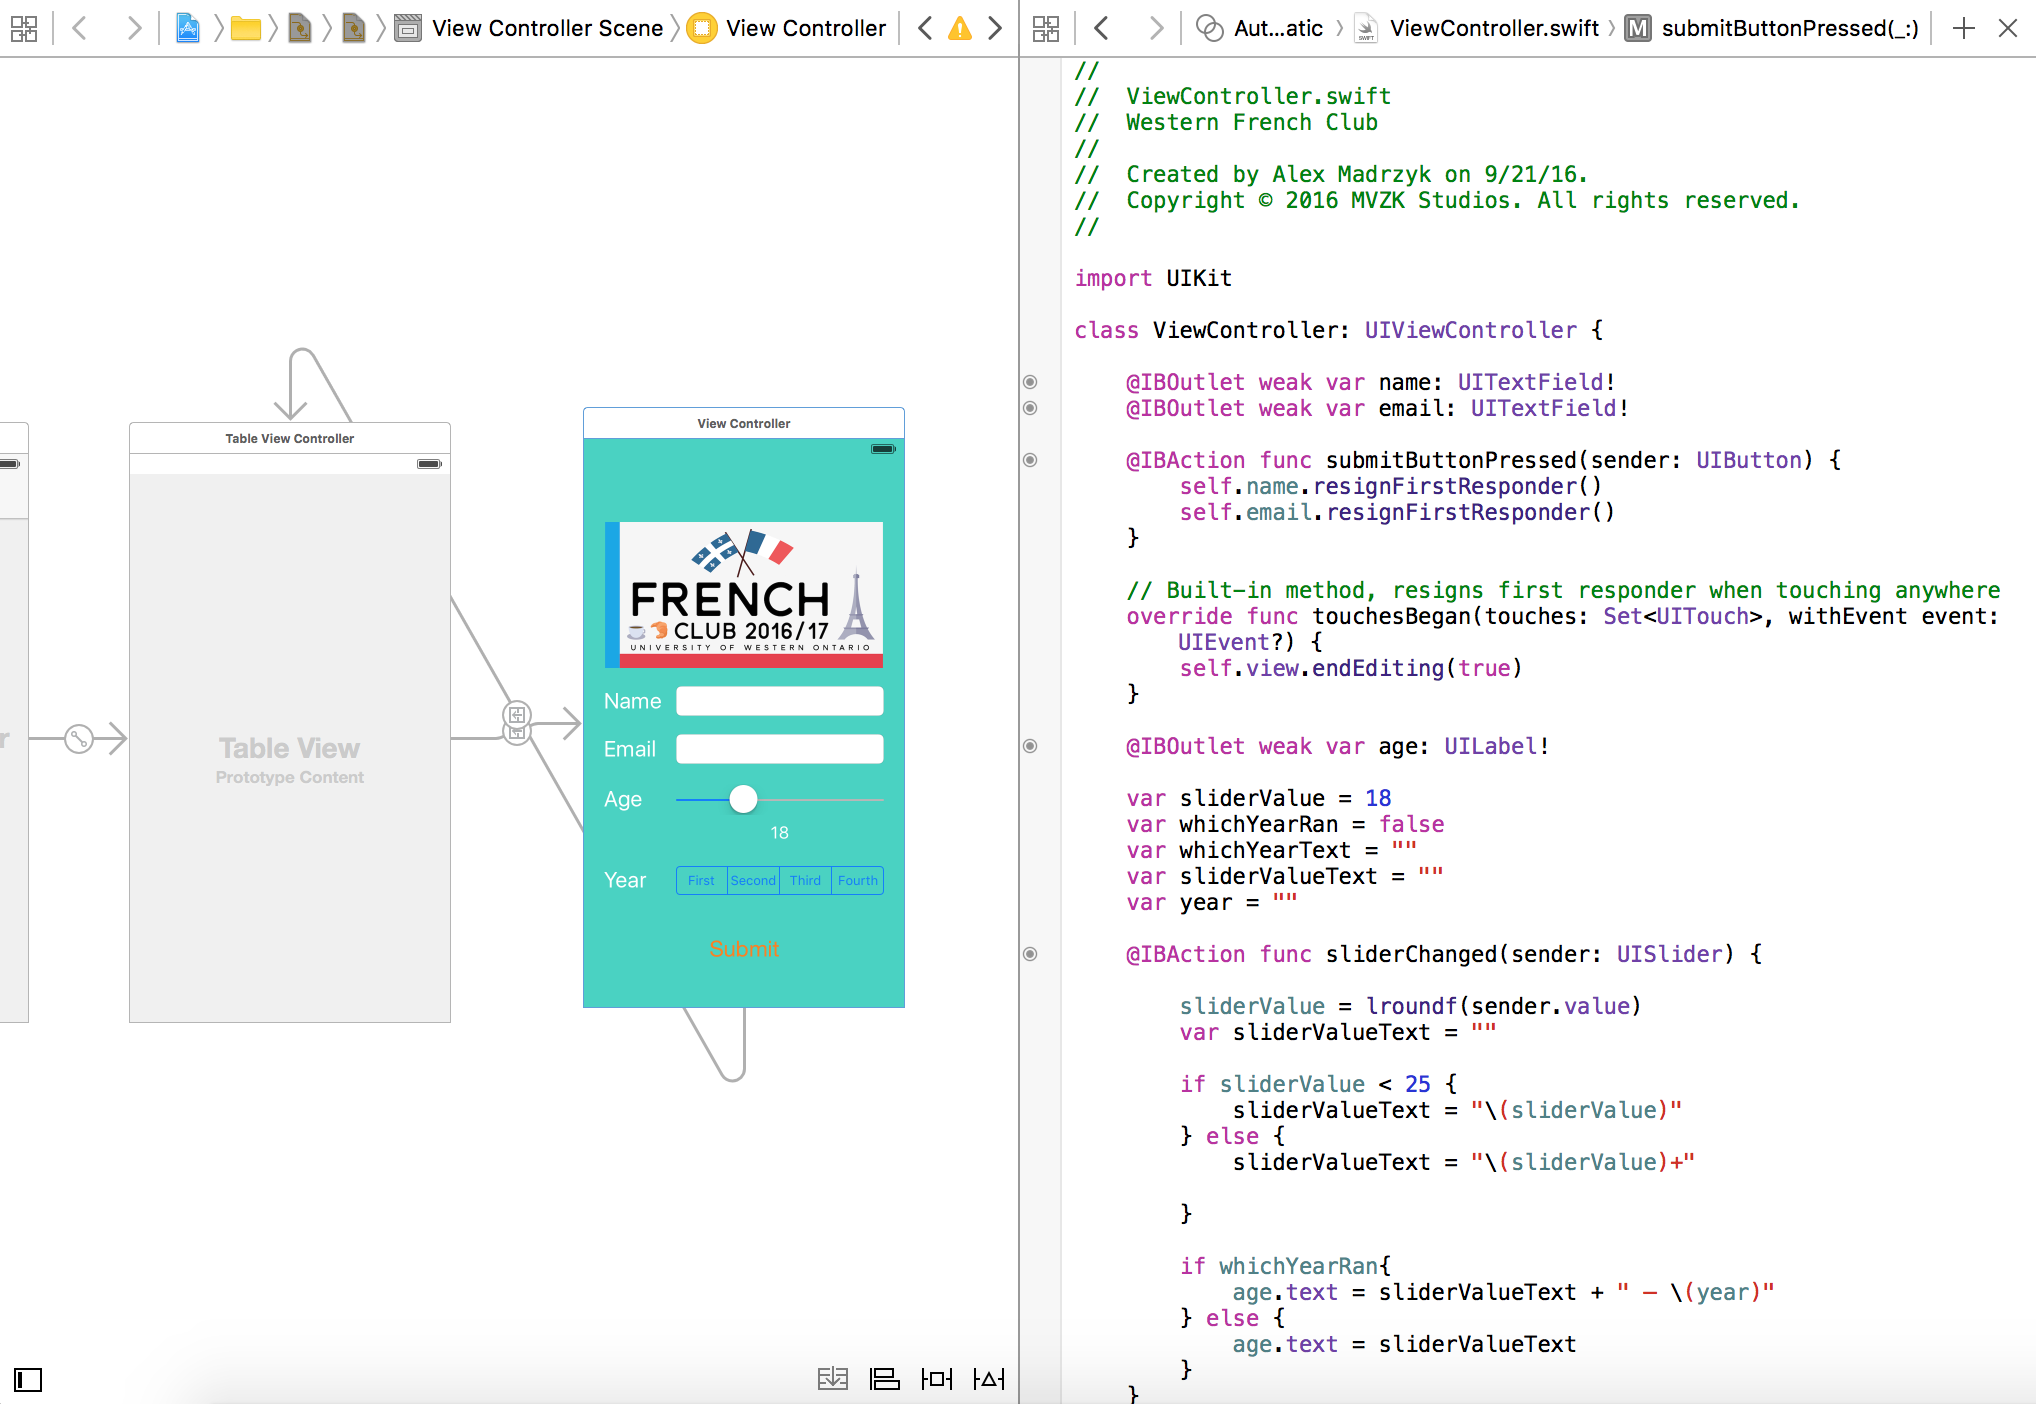 View Controller Scene
View Controller
Aut...atic
ViewController.swift
M submitButtonPressed(_:)
Table View Controller
r
Table View
Prototype Content
View Controller
FRENCH
CLUB 2016/17
UNIVERSITY OF WESTERN ONTARIO
Name
Email
Age
18
Year
First Second Third Fourth
Submit
//
//  ViewController.swift
//  Western French Club
//
//  Created by Alex Madrzyk on 9/21/16.
//  Copyright © 2016 MVZK Studios. All rights reserved.
//
import UIKit
class ViewController: UIViewController {
    @IBOutlet weak var name: UITextField!
    @IBOutlet weak var email: UITextField!
    @IBAction func submitButtonPressed(sender: UIButton) {
        self.name.resignFirstResponder()
        self.email.resignFirstResponder()
    }
    // Built-in method, resigns first responder when touching anywhere
    override func touchesBegan(touches: Set<UITouch>, withEvent event:
        UIEvent?) {
        self.view.endEditing(true)
    }
    @IBOutlet weak var age: UILabel!
    var sliderValue = 18
    var whichYearRan = false
    var whichYearText = ""
    var sliderValueText = ""
    var year = ""
    @IBAction func sliderChanged(sender: UISlider) {
        sliderValue = lroundf(sender.value)
        var sliderValueText = ""
        if sliderValue < 25 {
            sliderValueText = "\(sliderValue)"
        } else {
            sliderValueText = "\(sliderValue)+"
        }
        if whichYearRan{
            age.text = sliderValueText + " – \(year)"
        } else {
            age.text = sliderValueText
        }
    }